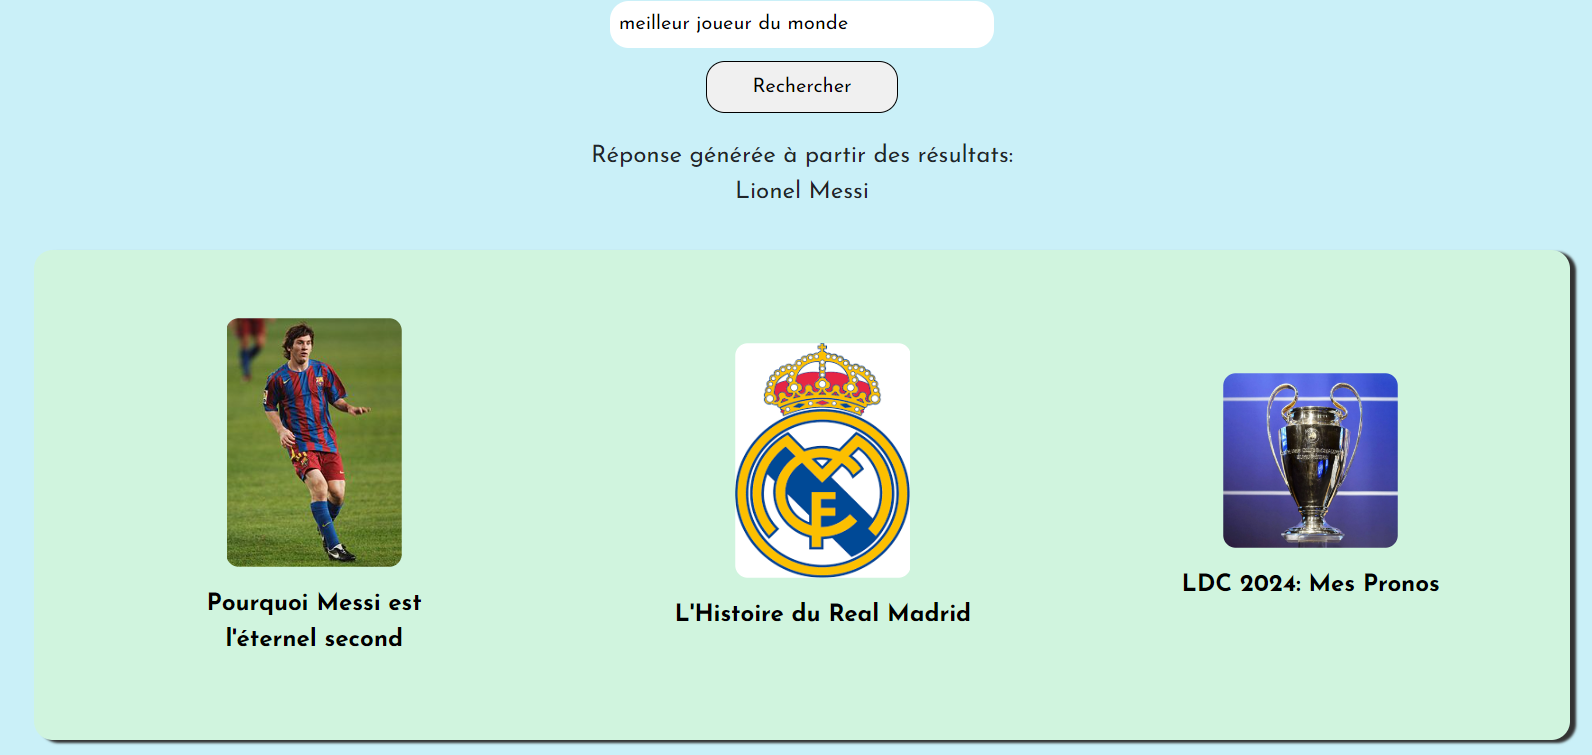 meilleur joueur du monde
Rechercher
Réponse générée à partir des résultats:
Lionel Messi
Pourquoi Messi est
l'éternel second
L'Histoire du Real Madrid
LDC 2024: Mes Pronos